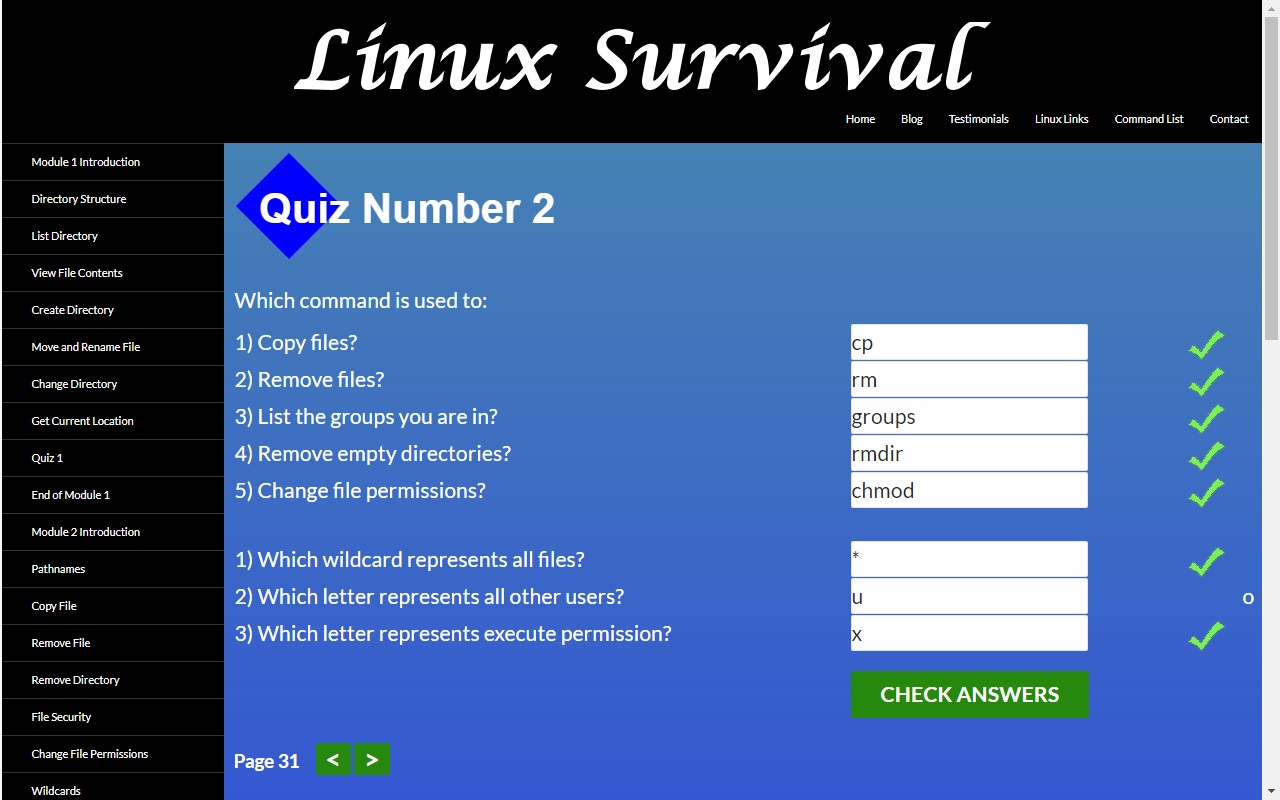 Linux Survival
Home Blog Testimonials Linux Links Command List Contact
Module 1 Introduction
Directory Structure
List Directory
View File Contents
Create Directory
Move and Rename File
Change Directory
Get Current Location
Quiz 1
End of Module 1
Module 2 Introduction
Pathnames
Copy File
Remove File
Remove Directory
File Security
Change File Permissions
Wildcards
Quiz Number 2
Which command is used to:
1) Copy files? cp
2) Remove files? rm
3) List the groups you are in? groups
4) Remove empty directories? rmdir
5) Change file permissions? chmod
1) Which wildcard represents all files? *
2) Which letter represents all other users? u o
3) Which letter represents execute permission? x
CHECK ANSWERS
Page 31 < >